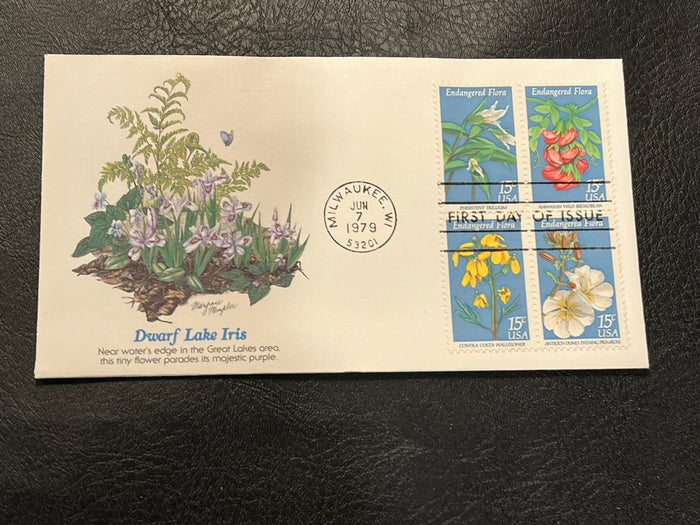 Dwarf Lake Iris
Near water's edge in the Great Lakes area,
this tiny flower parades its majestic purple.
MILWAUKEE, WI
JUN
7
1979
53201
Endangered Flora
15c
USA
PERSISTENT TRILLIUM
Endangered Flora
15c
USA
HAWAIIAN WILD BROADBEAN
FIRST DAY OF ISSUE
Endangered Flora
15c
USA
CONTRA COSTA WALLFLOWER
Endangered Flora
15c
USA
ANTIOCH DUNES EVENING PRIMROSE